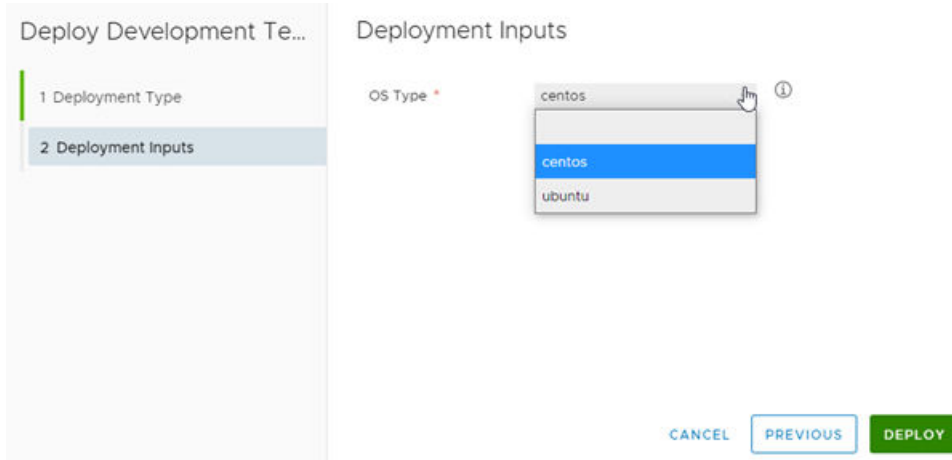 Deploy Development Te...
1 Deployment Type
2 Deployment Inputs
Deployment Inputs
OS Type *
centos
centos
ubuntu
CANCEL
PREVIOUS
DEPLOY